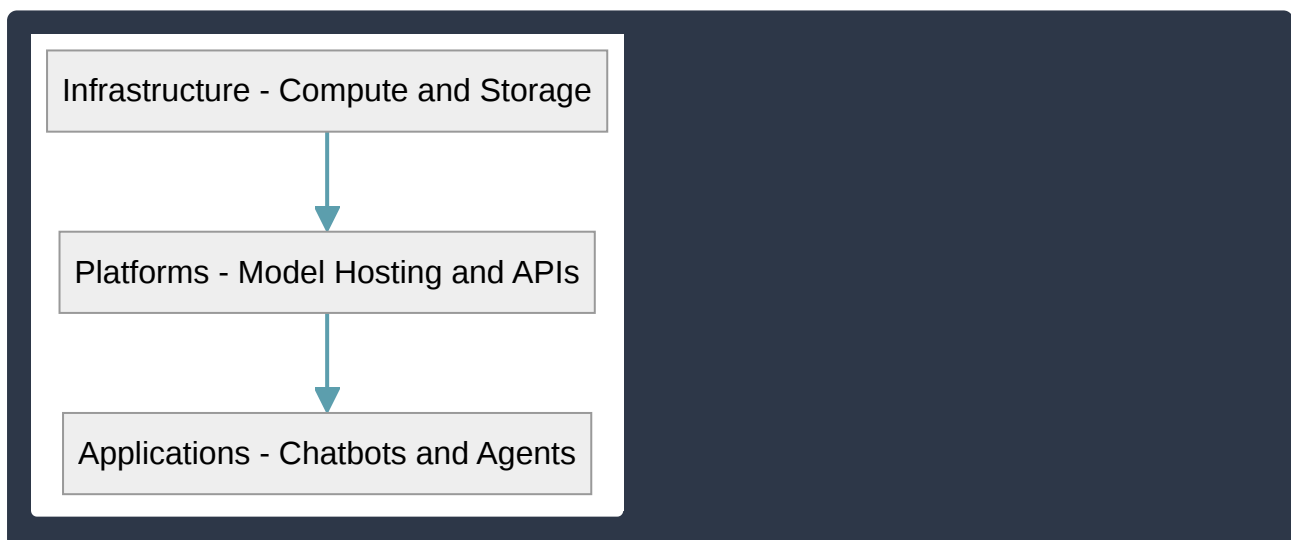 Infrastructure - Compute and Storage
Platforms - Model Hosting and APIs
Applications - Chatbots and Agents